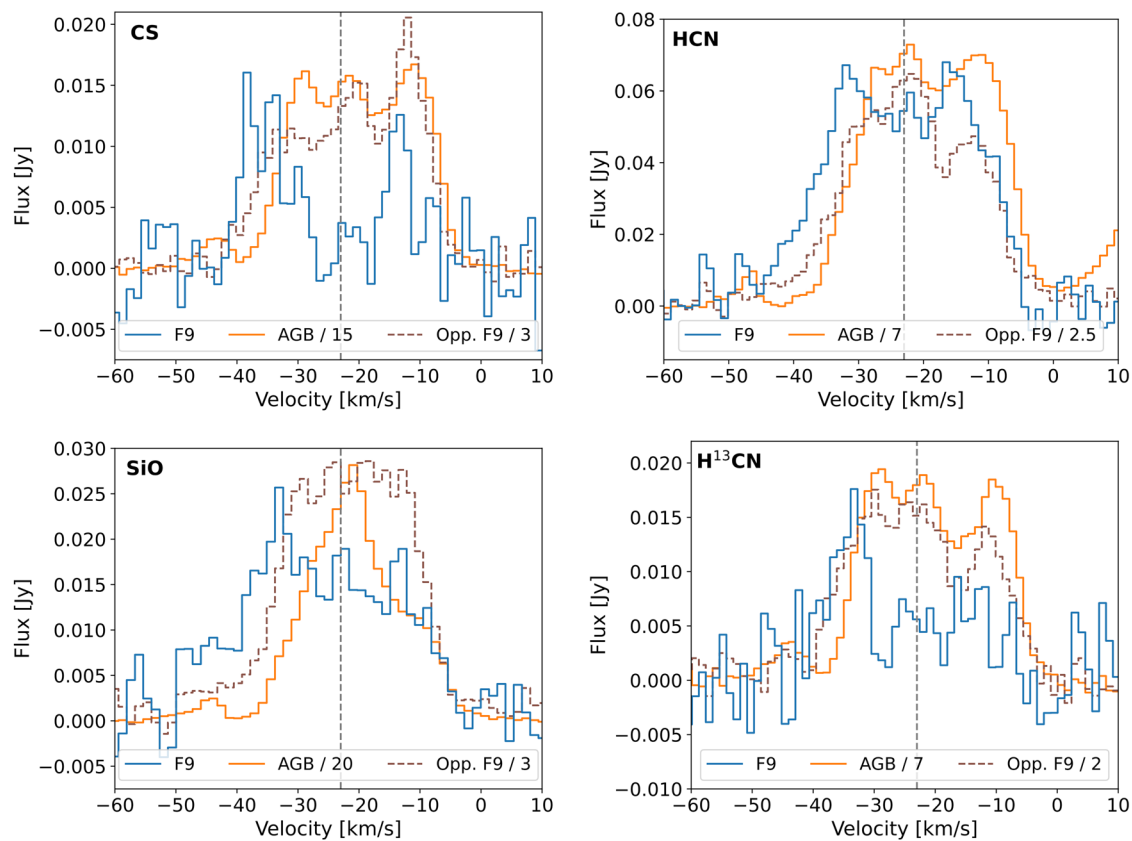 CS
0.020
0.015
0.010
0.005
0.000
−0.005
Flux [Jy]
F9 AGB / 15 Opp. F9 / 3
−60 −50 −40 −30 −20 −10 0 10
Velocity [km/s]
HCN
0.08
0.06
0.04
0.02
0.00
Flux [Jy]
F9 AGB / 7 Opp. F9 / 2.5
−60 −50 −40 −30 −20 −10 0 10
Velocity [km/s]
SiO
0.030
0.025
0.020
0.015
0.010
0.005
0.000
−0.005
Flux [Jy]
F9 AGB / 20 Opp. F9 / 3
−60 −50 −40 −30 −20 −10 0 10
Velocity [km/s]
H¹³CN
0.020
0.015
0.010
0.005
0.000
−0.005
−0.010
Flux [Jy]
F9 AGB / 7 Opp. F9 / 2
−60 −50 −40 −30 −20 −10 0 10
Velocity [km/s]